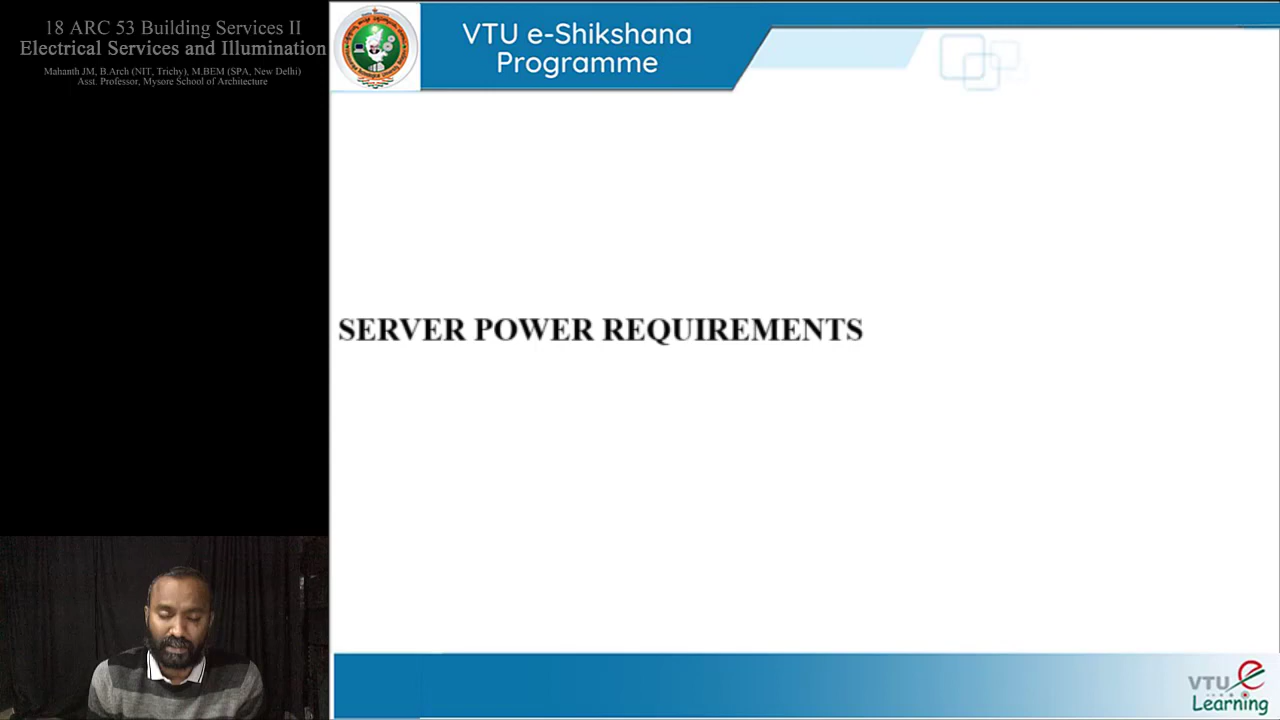 18 ARC 53 Building Services II
Electrical Services and Illumination
Mahanth JM, B.Arch (NIT, Trichy), M.BEM (SPA, New Delhi)
Asst. Professor, Mysore School of Architecture
VTU e-Shikshana
Programme
SERVER POWER REQUIREMENTS
VTU e
Learning